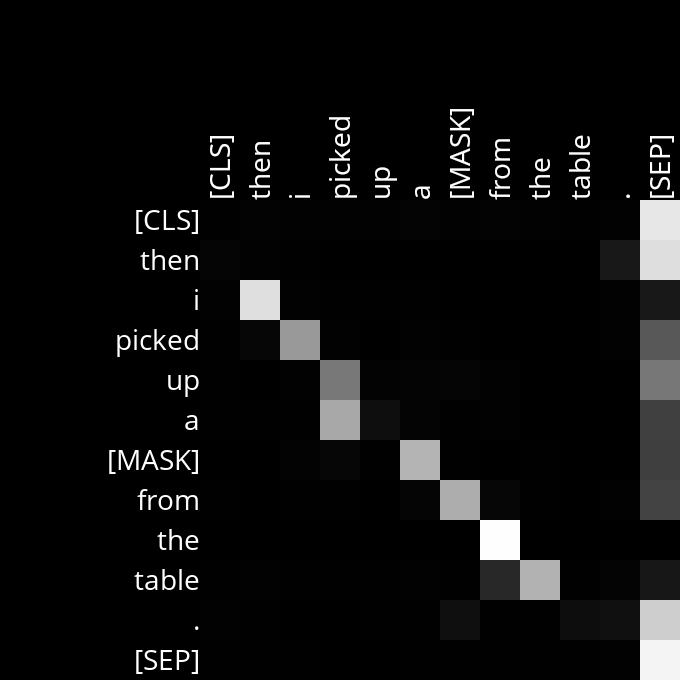 [CLS] then i picked up a [MASK] from the table . [SEP]
[CLS]
then
i
picked
up
a
[MASK]
from
the
table
.
[SEP]